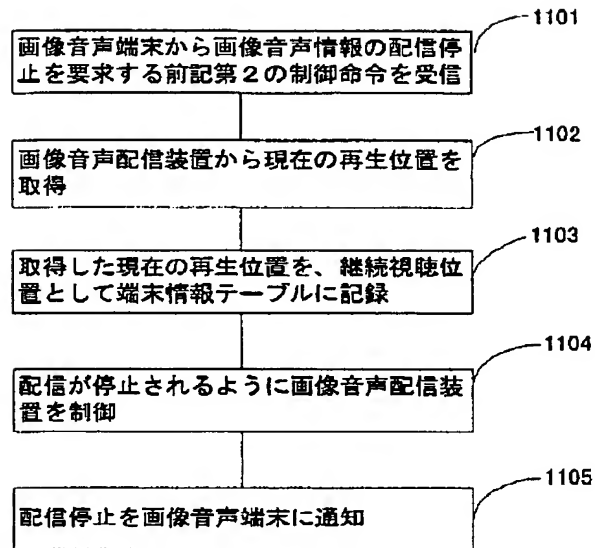 1101
画像音声端末から画像音声情報の配信停
止を要求する前記第２の制御命令を受信
1102
画像音声配信装置から現在の再生位置を
取得
1103
取得した現在の再生位置を、継続視聴位
置として端末情報テーブルに記録
1104
配信が停止されるように画像音声配信装
置を制御
1105
配信停止を画像音声端末に通知